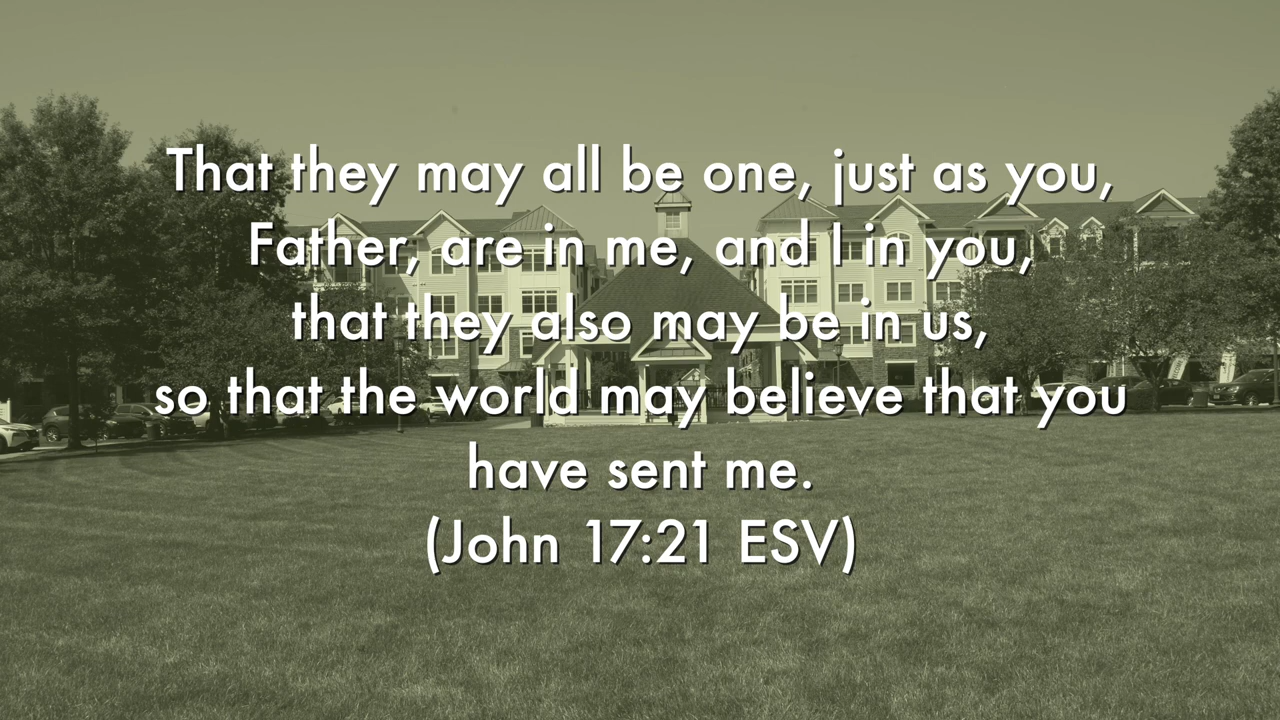 That they may all be one, just as you,
Father, are in me, and I in you,
that they also may be in us,
so that the world may believe that you
have sent me.
(John 17:21 ESV)